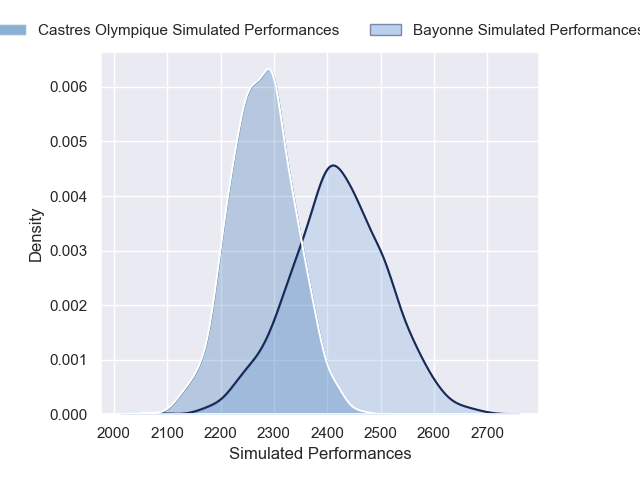 Castres Olympique Simulated Performances
Bayonne Simulated Performances
0.006
0.005
0.004
0.003
0.002
0.001
0.000
Density
2000 2100 2200 2300 2400 2500 2600 2700
Simulated Performances